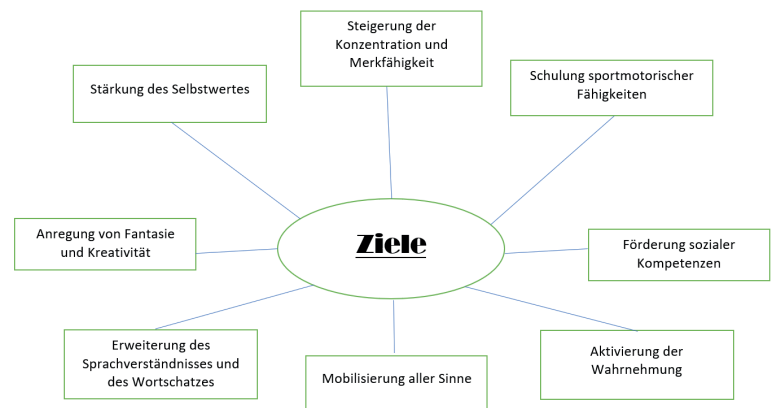 Steigerung der
Konzentration und
Merkfähigkeit
Stärkung des Selbstwertes
Schulung sportmotorischer
Fähigkeiten
Anregung von Fantasie
und Kreativität
Ziele
Förderung sozialer
Kompetenzen
Erweiterung des
Sprachverständnisses und
des Wortschatzes
Mobilisierung aller Sinne
Aktivierung der
Wahrnehmung